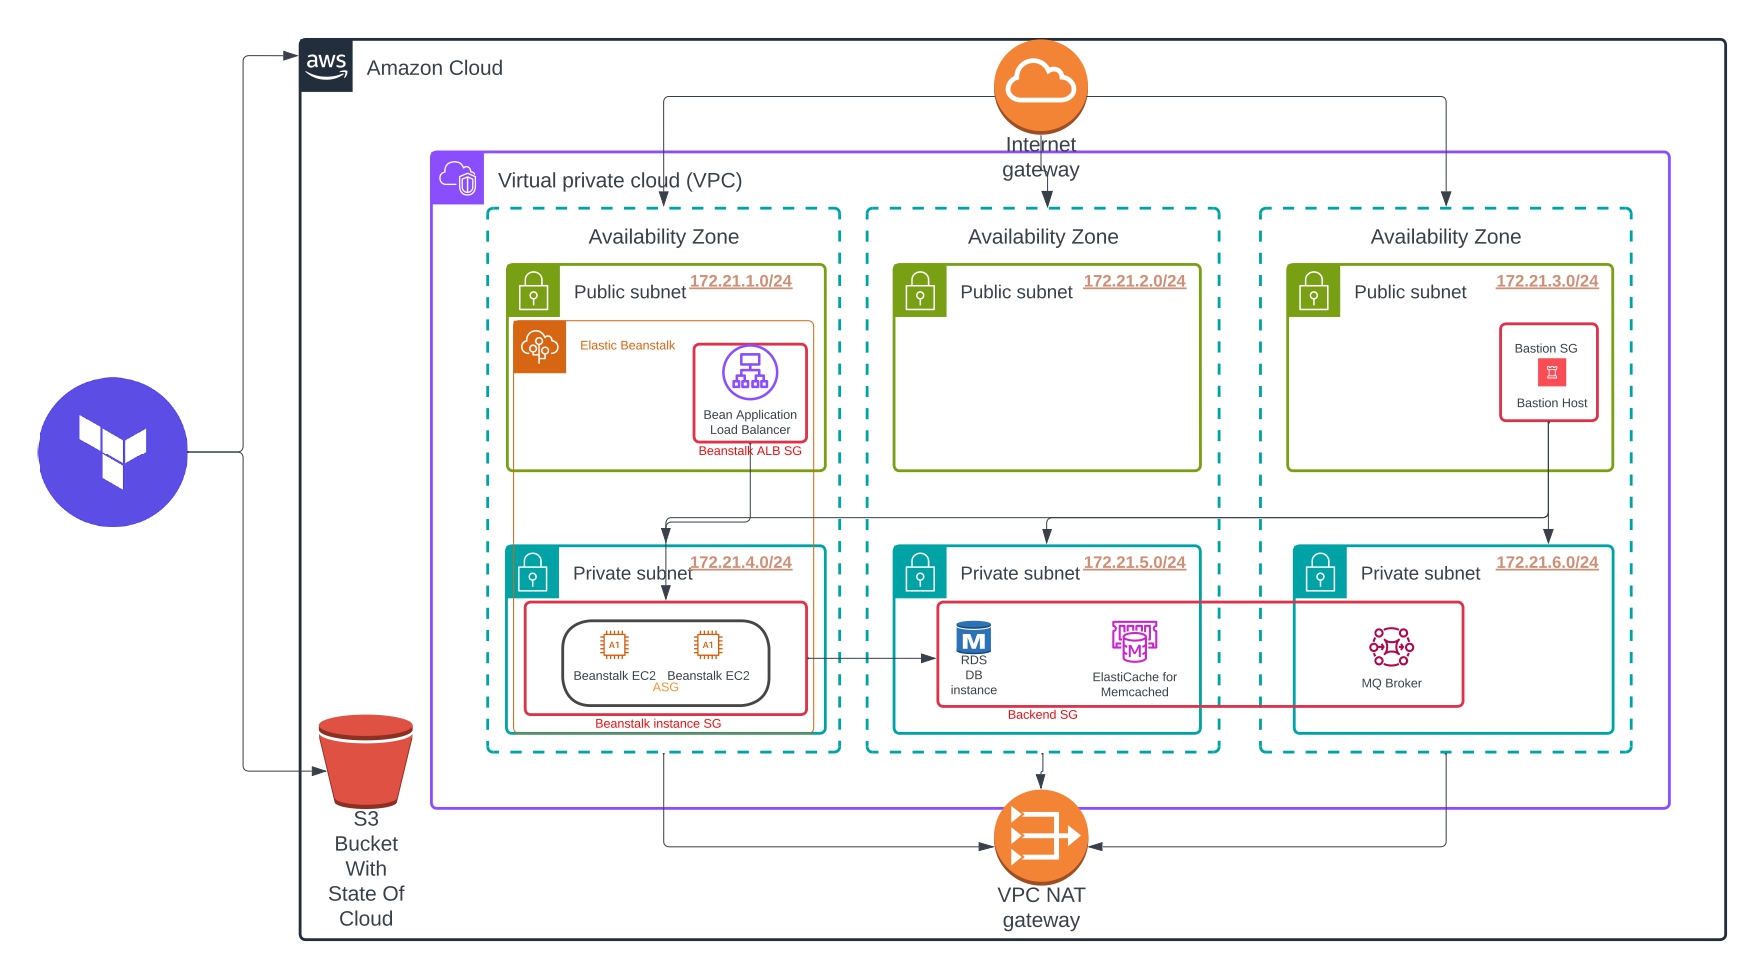 aws
Amazon Cloud
Internet
gateway
Virtual private cloud (VPC)
Availability Zone
Availability Zone
Availability Zone
Public subnet
172.21.1.0/24
Public subnet
172.21.2.0/24
Public subnet
172.21.3.0/24
Elastic Beanstalk
Bean Application
Load Balancer
Beanstalk ALB SG
Bastion SG
Bastion Host
Private subnet
172.21.4.0/24
Private subnet
172.21.5.0/24
Private subnet
172.21.6.0/24
A1
A1
Beanstalk EC2
Beanstalk EC2
ASG
Beanstalk instance SG
M
RDS
DB
instance
M
ElastiCache for
Memcached
Backend SG
MQ Broker
S3
Bucket
With
State Of
Cloud
VPC NAT
gateway